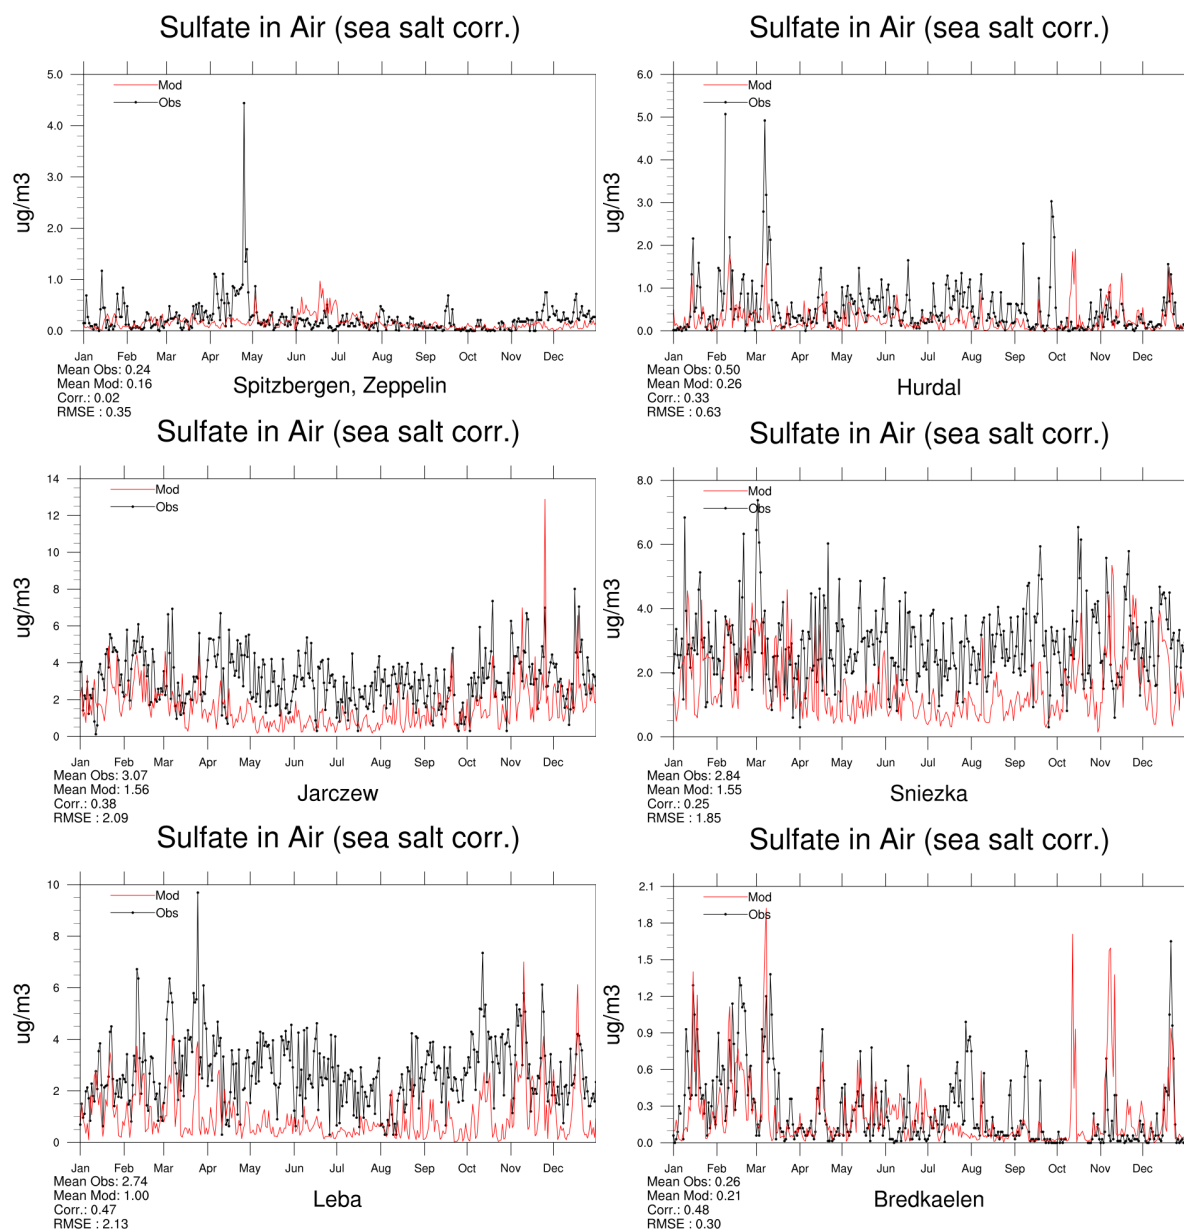 Sulfate in Air (sea salt corr.)
Mod
Obs
5.0
4.0
3.0
2.0
1.0
0.0
ug/m3
Jan Feb Mar Apr May Jun Jul Aug Sep Oct Nov Dec
Mean Obs: 0.24
Mean Mod: 0.16
Corr.: 0.02
RMSE : 0.35
Spitzbergen, Zeppelin
Sulfate in Air (sea salt corr.)
Mod
Obs
6.0
5.0
4.0
3.0
2.0
1.0
0.0
ug/m3
Jan Feb Mar Apr May Jun Jul Aug Sep Oct Nov Dec
Mean Obs: 0.50
Mean Mod: 0.26
Corr.: 0.33
RMSE : 0.63
Hurdal
Sulfate in Air (sea salt corr.)
Mod
Obs
14
12
10
8
6
4
2
0
ug/m3
Jan Feb Mar Apr May Jun Jul Aug Sep Oct Nov Dec
Mean Obs: 3.07
Mean Mod: 1.56
Corr.: 0.38
RMSE : 2.09
Jarczew
Sulfate in Air (sea salt corr.)
Mod
Obs
8.0
6.0
4.0
2.0
0.0
ug/m3
Jan Feb Mar Apr May Jun Jul Aug Sep Oct Nov Dec
Mean Obs: 2.84
Mean Mod: 1.55
Corr.: 0.25
RMSE : 1.85
Sniezka
Sulfate in Air (sea salt corr.)
Mod
Obs
10
8
6
4
2
0
ug/m3
Jan Feb Mar Apr May Jun Jul Aug Sep Oct Nov Dec
Mean Obs: 2.74
Mean Mod: 1.00
Corr.: 0.47
RMSE : 2.13
Leba
Sulfate in Air (sea salt corr.)
Mod
Obs
2.1
1.8
1.5
1.2
0.9
0.6
0.3
0.0
ug/m3
Jan Feb Mar Apr May Jun Jul Aug Sep Oct Nov Dec
Mean Obs: 0.26
Mean Mod: 0.21
Corr.: 0.48
RMSE : 0.30
Bredkaelen